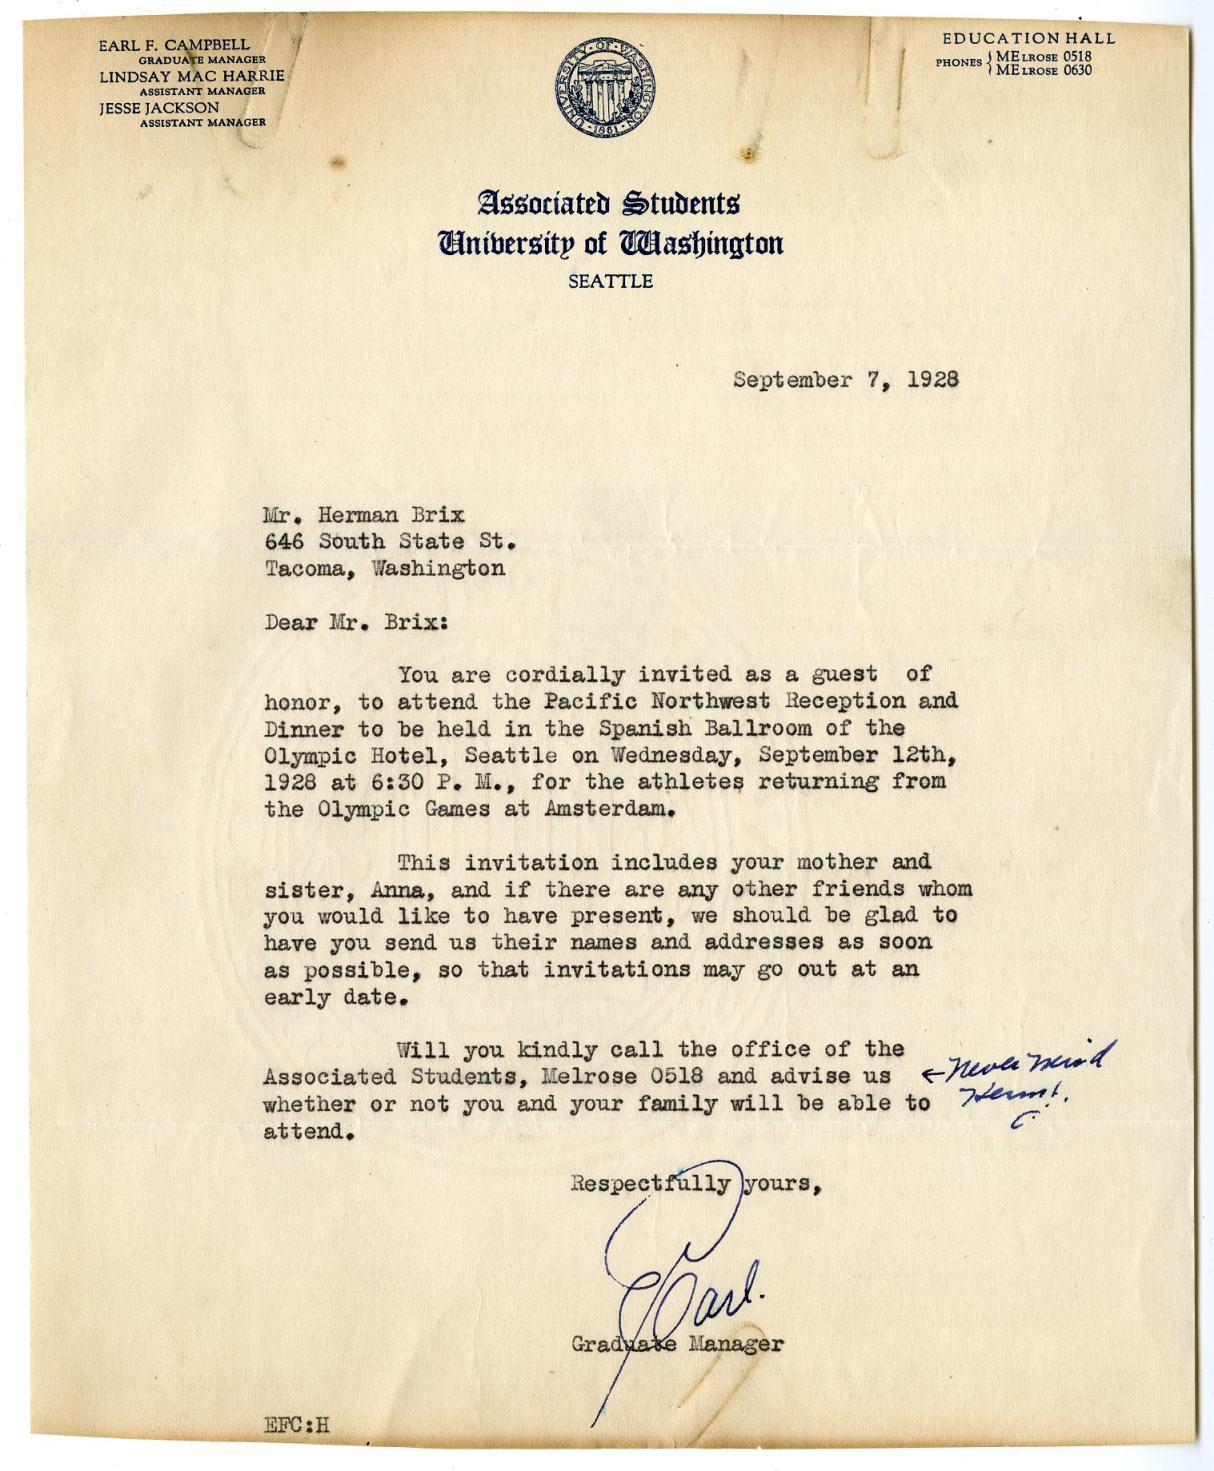 EARL F. CAMPBELL
GRADUATE MANAGER
LINDSAY MAC HARRIE
ASSISTANT MANAGER
JESSE JACKSON
ASSISTANT MANAGER
UNIVERSITY·OF·WASHINGTON
·1861·
EDUCATION HALL
PHONES { MELROSE 0518
MELROSE 0630
Associated Students
University of Washington
SEATTLE
September 7, 1928
Mr. Herman Brix
646 South State St.
Tacoma, Washington
Dear Mr. Brix:
You are cordially invited as a guest of
honor, to attend the Pacific Northwest Reception and
Dinner to be held in the Spanish Ballroom of the
Olympic Hotel, Seattle on Wednesday, September 12th,
1928 at 6:30 P. M., for the athletes returning from
the Olympic Games at Amsterdam.
This invitation includes your mother and
sister, Anna, and if there are any other friends whom
you would like to have present, we should be glad to
have you send us their names and addresses as soon
as possible, so that invitations may go out at an
early date.
Will you kindly call the office of the
Associated Students, Melrose 0518 and advise us
whether or not you and your family will be able to
attend.
← Never mind
Herm!.
Respectfully yours,
Earl.
Graduate Manager
EFC:H